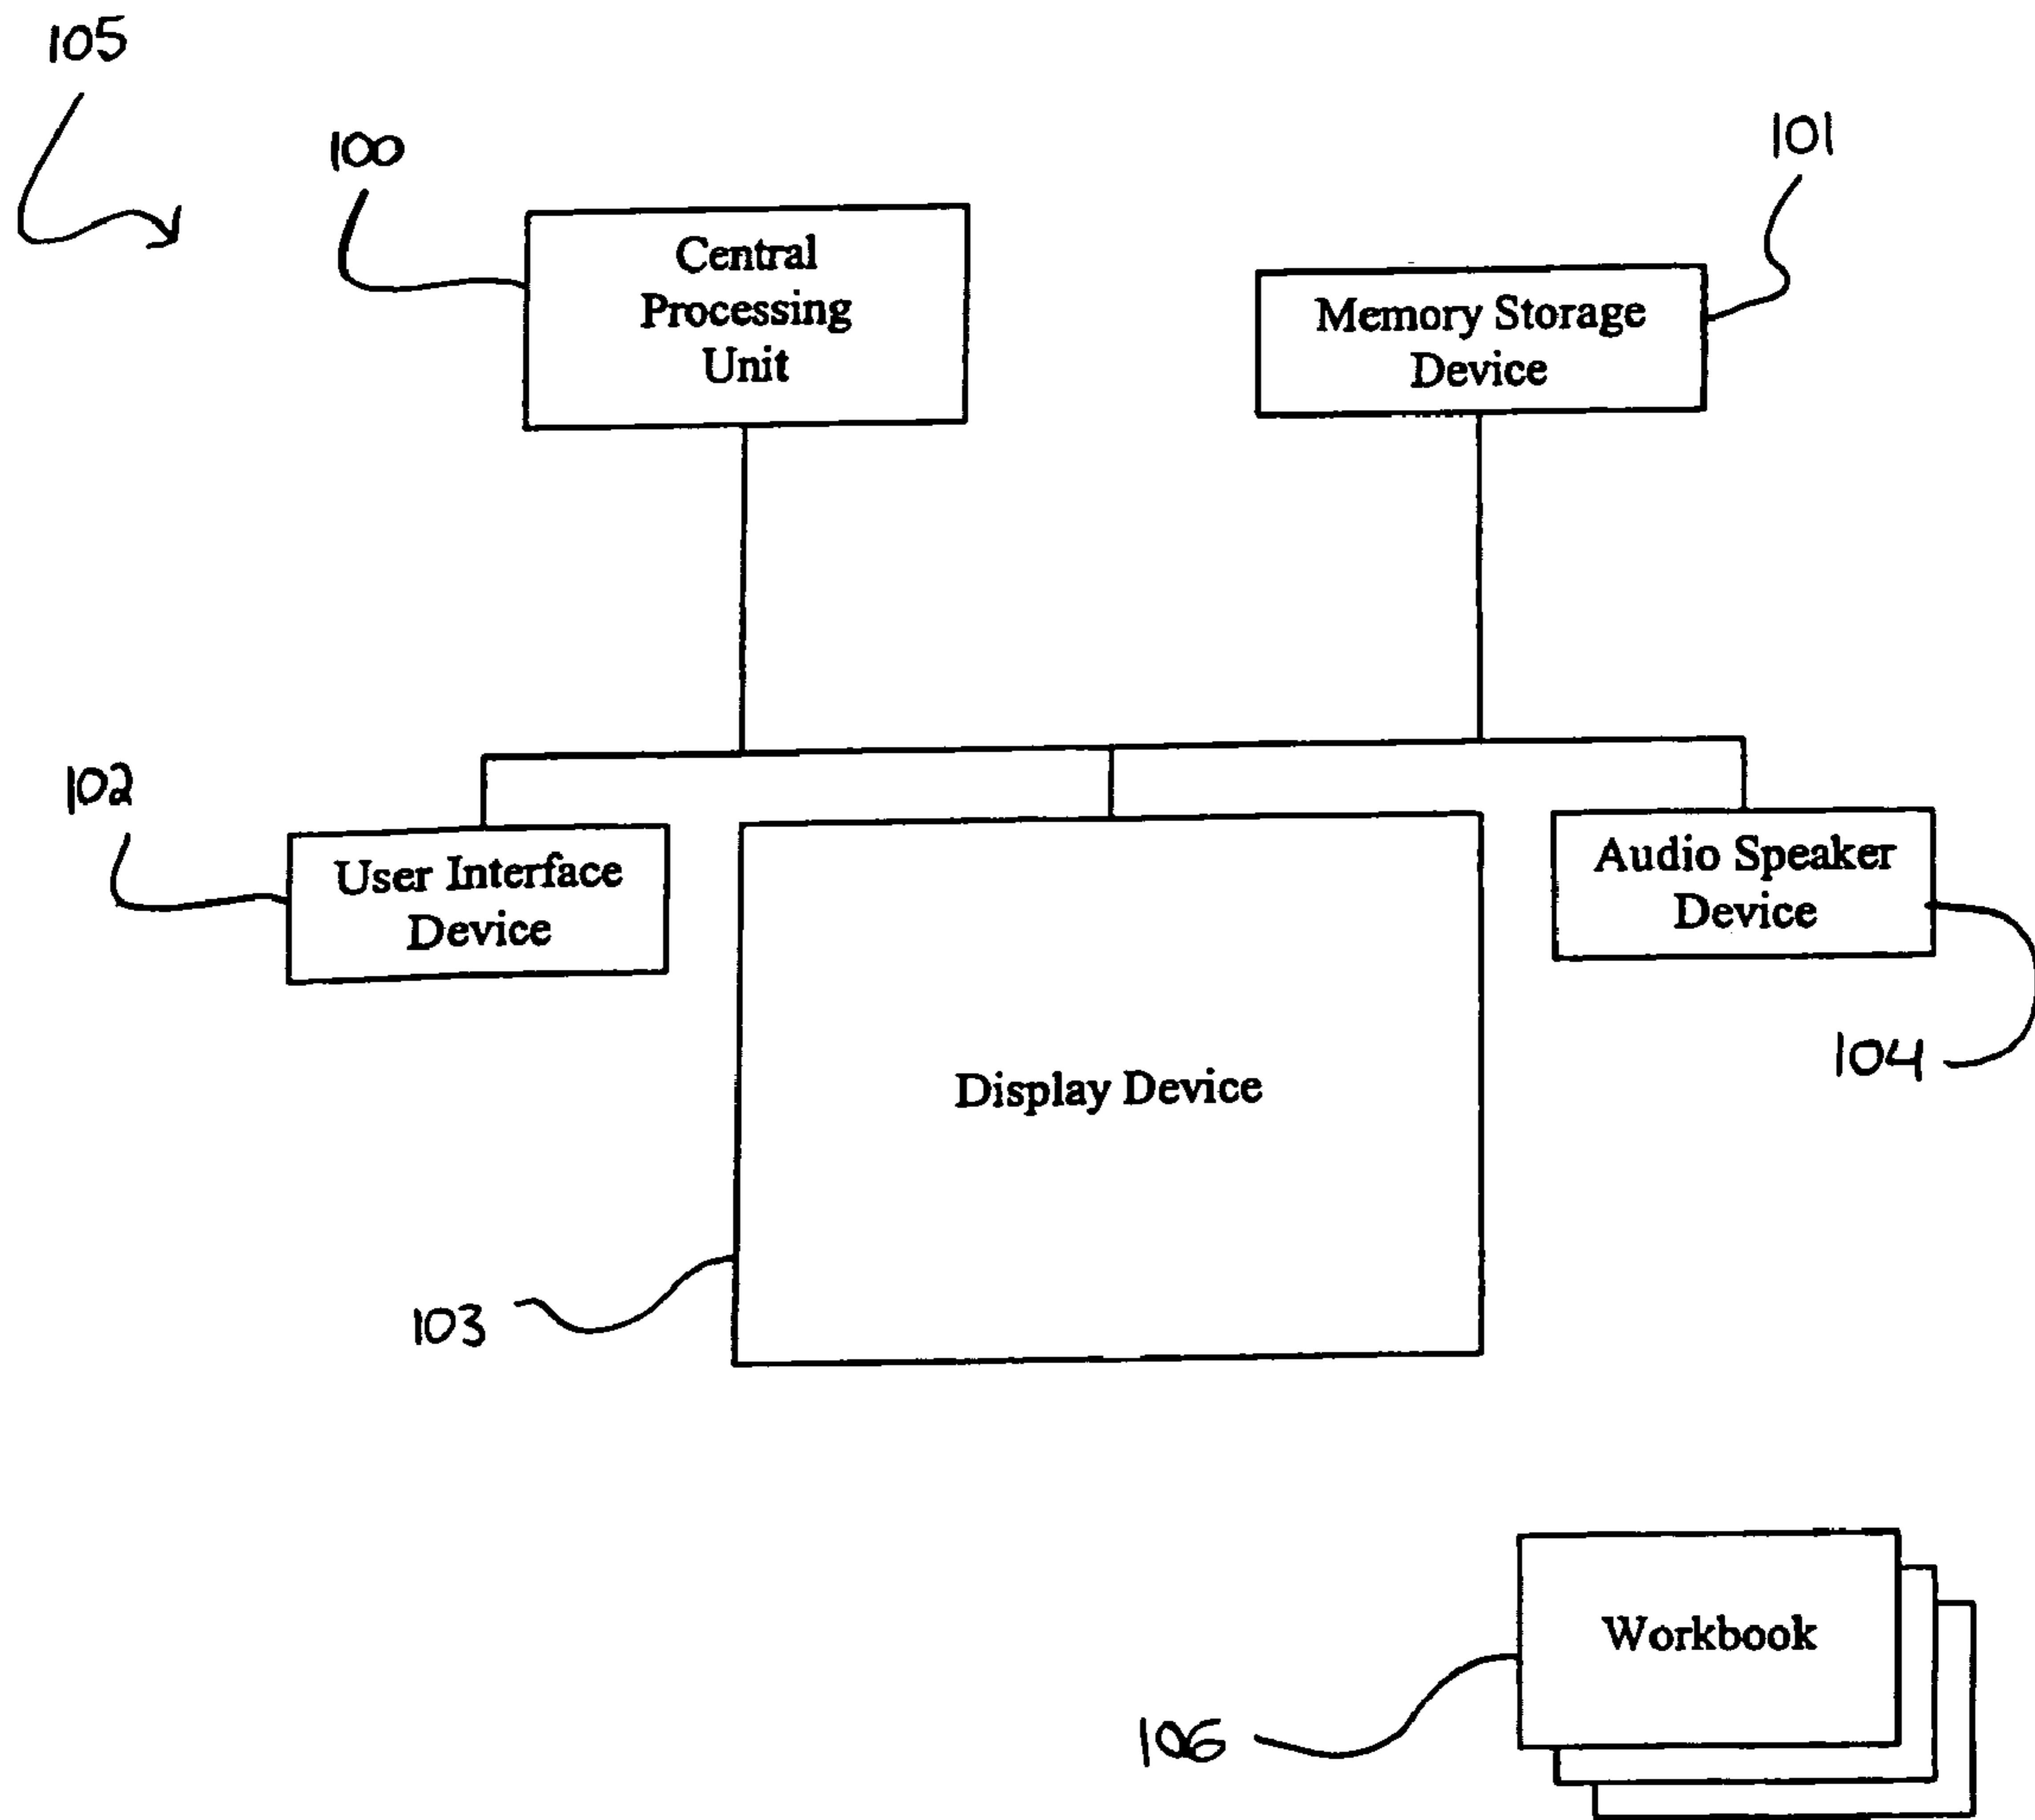 105
100
101
Central
Processing
Unit
Memory Storage
Device
102
User Interface
Device
Audio Speaker
Device
Display Device
104
103
Workbook
106